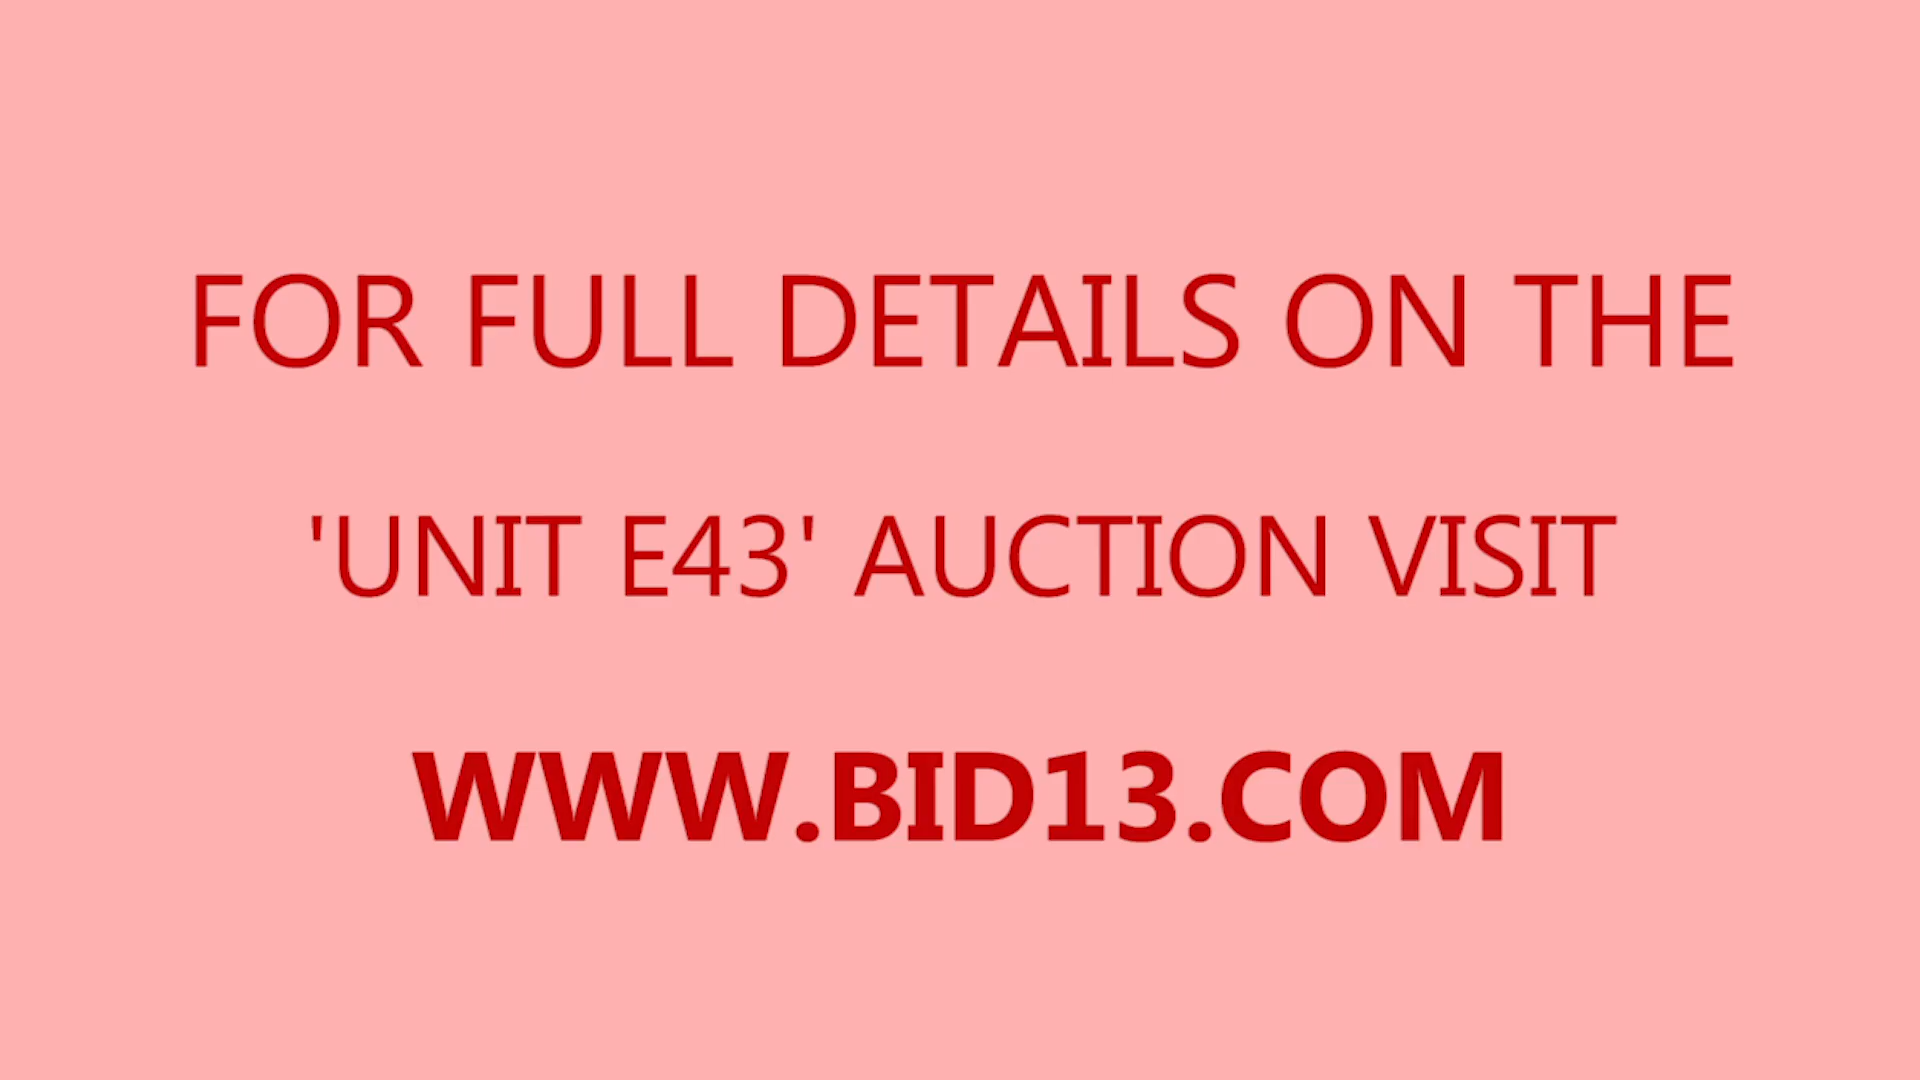 FOR FULL DETAILS ON THE
'UNIT E43' AUCTION VISIT
WWW.BID13.COM